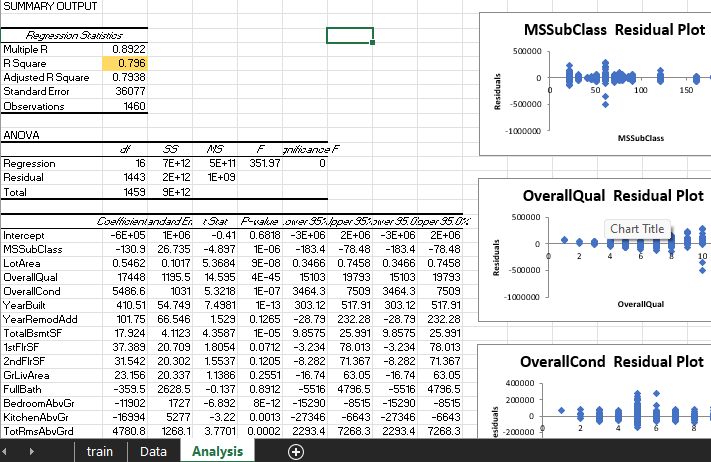 SUMMARY OUTPUT
Regression Statistics
Multiple R 0.8922
R Square 0.796
Adjusted R Square 0.7938
Standard Error 36077
Observations 1460
ANOVA
df SS MS F gnificance F
Regression 16 7E+12 5E+11 351.97 0
Residual 1443 2E+12 1E+09
Total 1459 9E+12
Coefficient andard Er t Stat P-value .ower 95% Upper 95% ower 95.0% pper 95.0%
Intercept -6E+05 1E+06 -0.41 0.6818 -3E+06 2E+06 -3E+06 2E+06
MSSubClass -130.9 26.735 -4.897 1E-06 -183.4 -78.48 -183.4 -78.48
LotArea 0.5462 0.1017 5.3684 9E-08 0.3466 0.7458 0.3466 0.7458
OverallQual 17448 1195.5 14.595 4E-45 15103 19793 15103 19793
OverallCond 5486.6 1031 5.3218 1E-07 3464.3 7509 3464.3 7509
YearBuilt 410.51 54.749 7.4981 1E-13 303.12 517.91 303.12 517.91
YearRemodAdd 101.75 66.546 1.529 0.1265 -28.79 232.28 -28.79 232.28
TotalBsmtSF 17.924 4.1123 4.3587 1E-05 9.8575 25.991 9.8575 25.991
1stFlrSF 37.389 20.709 1.8054 0.0712 -3.234 78.013 -3.234 78.013
2ndFlrSF 31.542 20.302 1.5537 0.1205 -8.282 71.367 -8.282 71.367
GrLivArea 23.156 20.337 1.1386 0.2551 -16.74 63.05 -16.74 63.05
FullBath -359.5 2628.5 -0.137 0.8912 -5516 4796.5 -5516 4796.5
BedroomAbvGr -11902 1727 -6.892 8E-12 -15290 -8515 -15290 -8515
KitchenAbvGr -16994 5277 -3.22 0.0013 -27346 -6643 -27346 -6643
TotRmsAbvGrd 4780.8 1268.1 3.7701 0.0002 2293.4 7268.3 2293.4 7268.3
MSSubClass Residual Plot
500000
0
-500000
-1000000
Residuals
0 50 100 150
MSSubClass
OverallQual Residual Plot
Chart Title
500000
0
-500000
-1000000
Residuals
0 2 4 6 8 10
OverallQual
OverallCond Residual Plot
400000
200000
0
-200000
esiduals
0 2 4 6 8
train Data Analysis